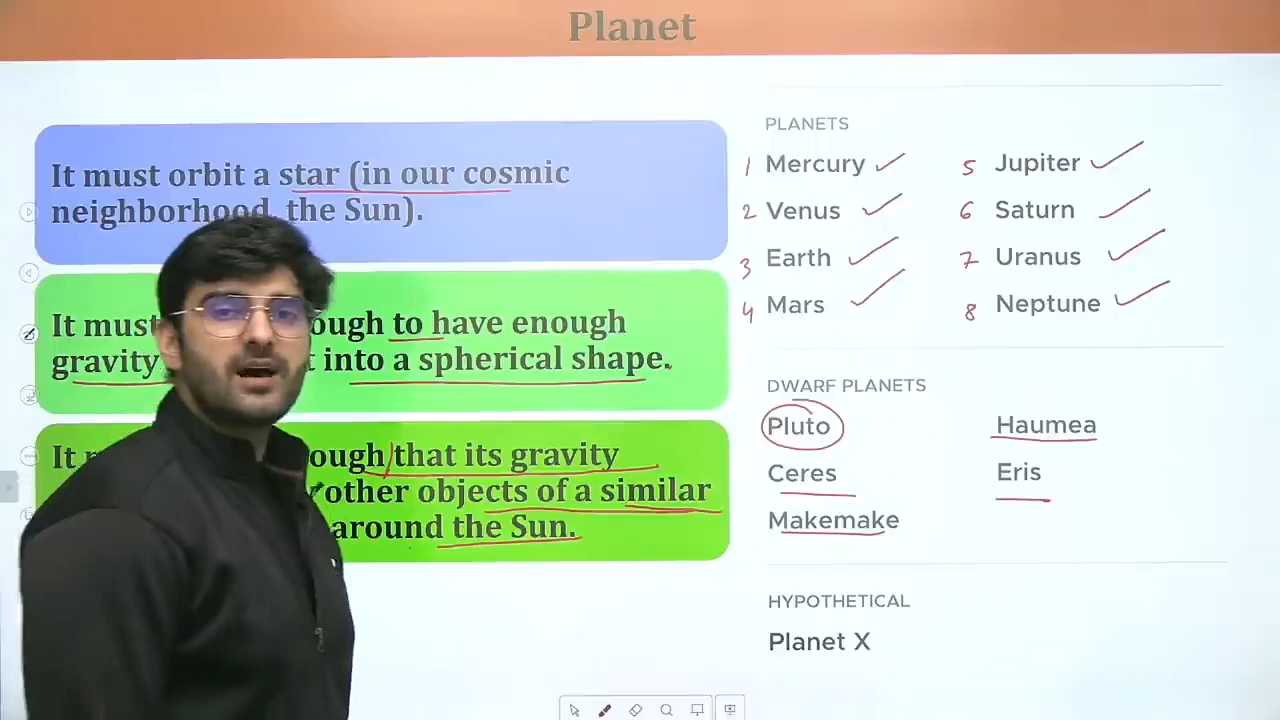 Planet
It must orbit a star (in our cosmic
neighborhood, the Sun).
It must ough to have enough
gravity t into a spherical shape.
It ough that its gravity
other objects of a similar
around the Sun.
PLANETS
1 Mercury
2 Venus
3 Earth
4 Mars
5 Jupiter
6 Saturn
7 Uranus
8 Neptune
DWARF PLANETS
Pluto
Ceres
Makemake
Haumea
Eris
HYPOTHETICAL
Planet X